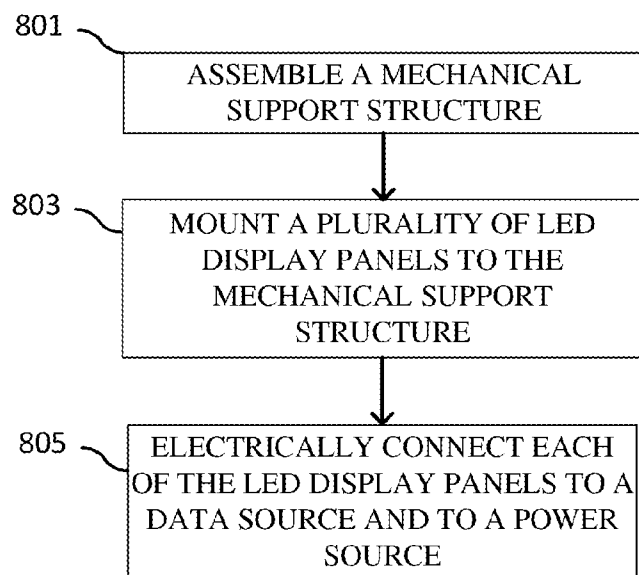 801
ASSEMBLE A MECHANICAL
SUPPORT STRUCTURE
803
MOUNT A PLURALITY OF LED
DISPLAY PANELS TO THE
MECHANICAL SUPPORT
STRUCTURE
805
ELECTRICALLY CONNECT EACH
OF THE LED DISPLAY PANELS TO A
DATA SOURCE AND TO A POWER
SOURCE